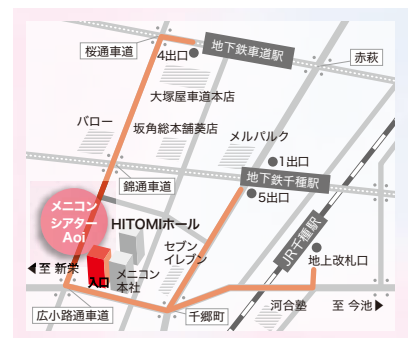 桜通車道
4出口
地下鉄車道駅
赤萩
大塚屋車道本店
バロー
坂角総本舗葵店
メルパルク
1出口
地下鉄千種駅
5出口
錦通車道
メニコン
シアター
Aoi
HITOMIホール
セブン
イレブン
JR千種駅
地上改札口
◀至 新栄
入口
メニコン
本社
広小路通車道
千郷町
河合塾
至 今池▶